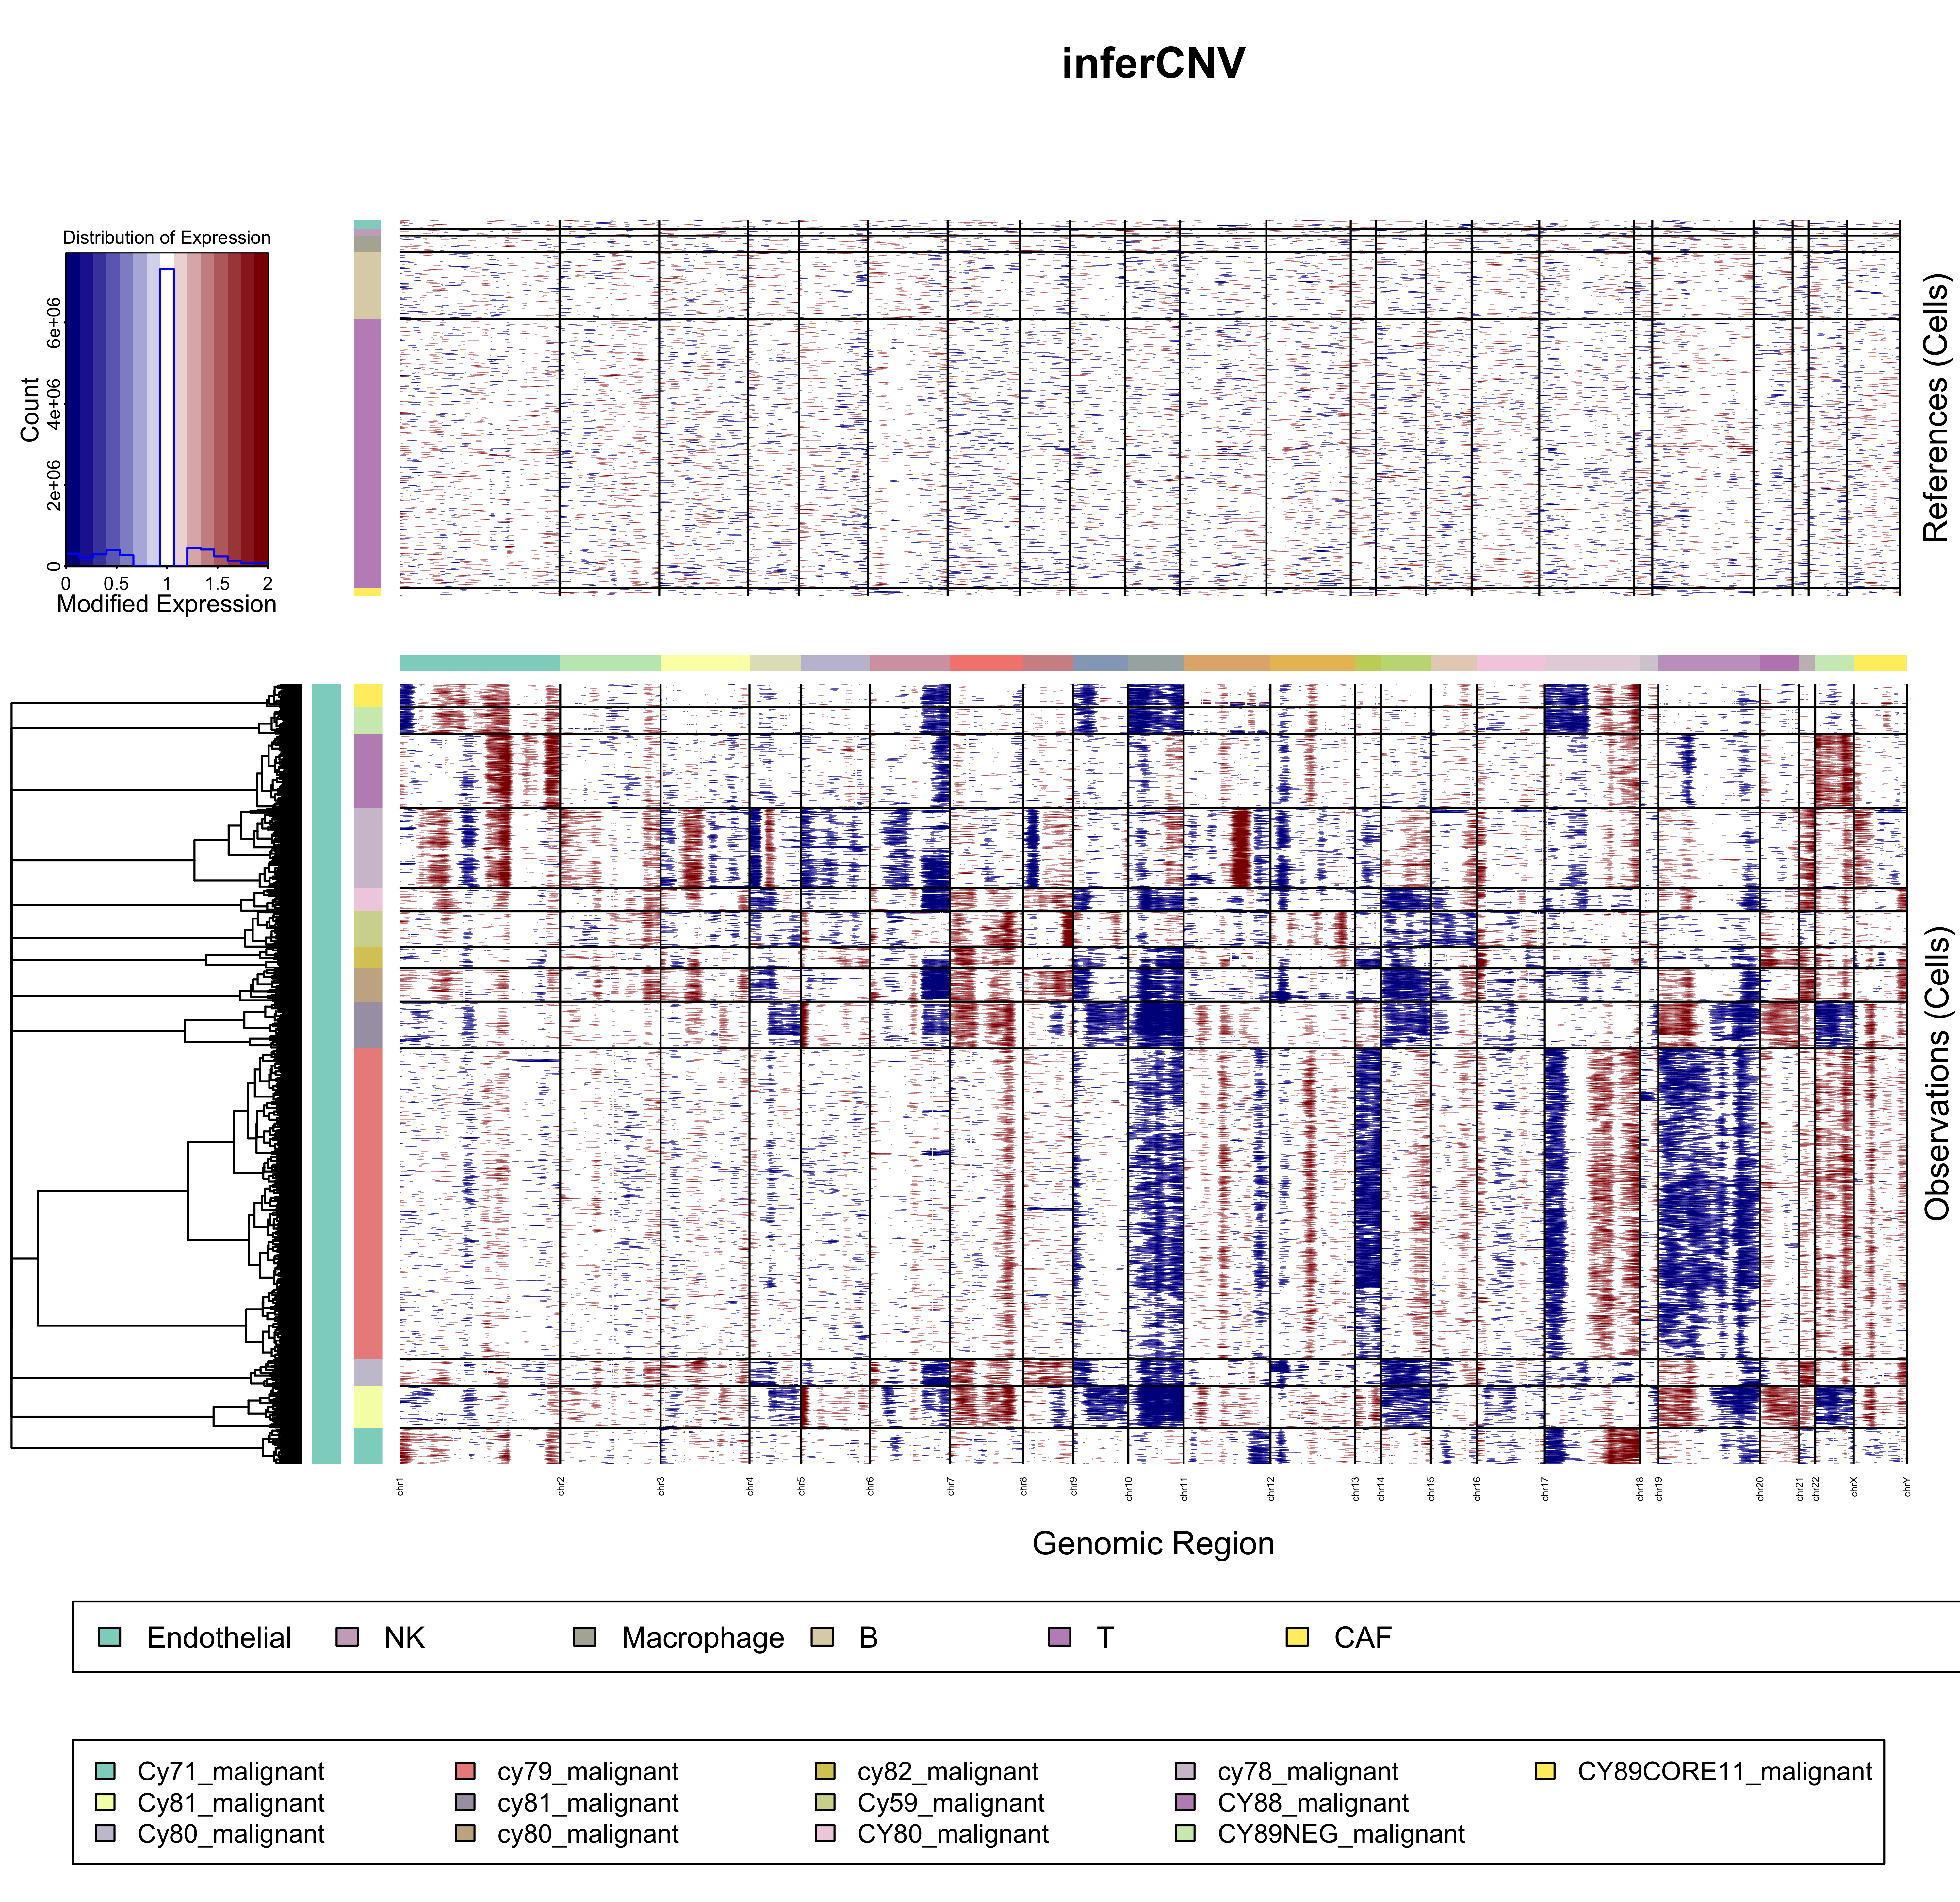 inferCNV
Distribution of Expression
Count
0 2e+06 4e+06 6e+06
0 0.5 1 1.5 2
Modified Expression
References (Cells)
Observations (Cells)
chr1 chr2 chr3 chr4 chr5 chr6 chr7 chr8 chr9 chr10 chr11 chr12 chr13 chr14 chr15 chr16 chr17 chr18 chr19 chr20 chr21 chr22 chrX chrY
Genomic Region
Endothelial NK Macrophage B T CAF
Cy71_malignant cy79_malignant cy82_malignant cy78_malignant CY89CORE11_malignant
Cy81_malignant cy81_malignant Cy59_malignant CY88_malignant
Cy80_malignant cy80_malignant CY80_malignant CY89NEG_malignant